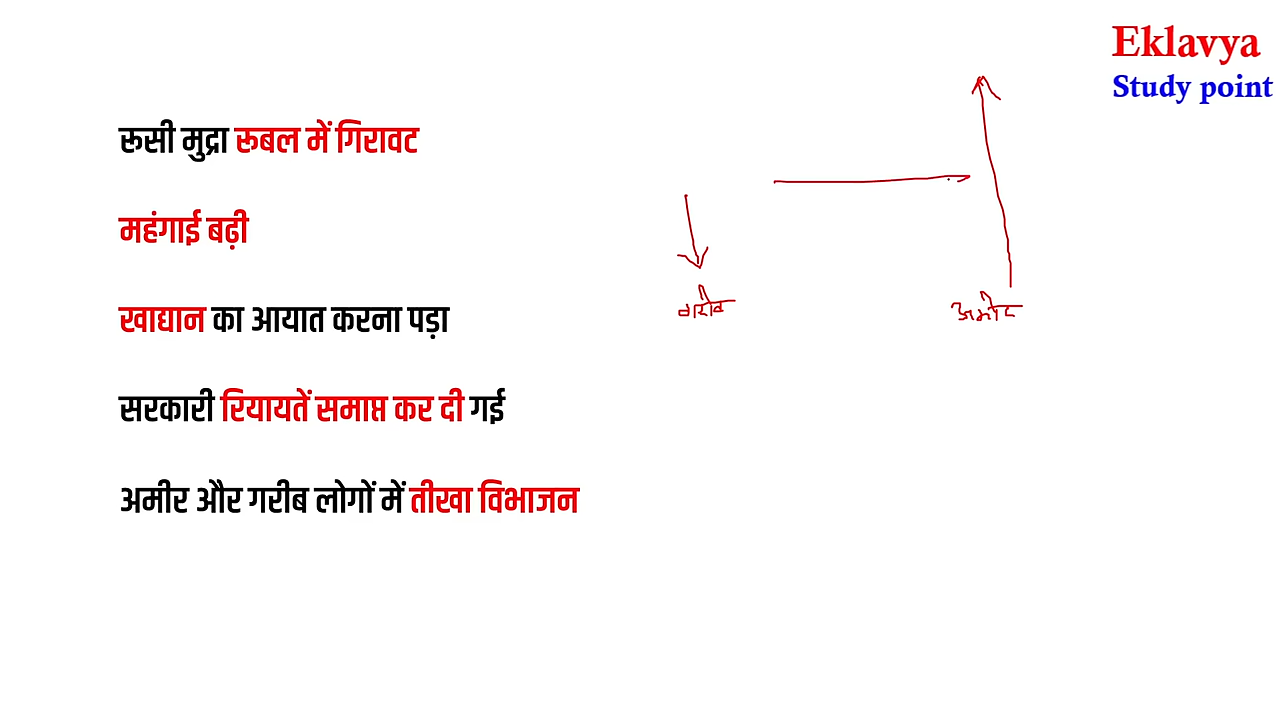 Eklavya
Study point
रूसी मुद्रा रूबल में गिरावट
महंगाई बढ़ी
खाद्यान का आयात करना पड़ा
सरकारी रियायतें समाप्त कर दी गई
अमीर और गरीब लोगों में तीखा विभाजन
गरीब
अमीर